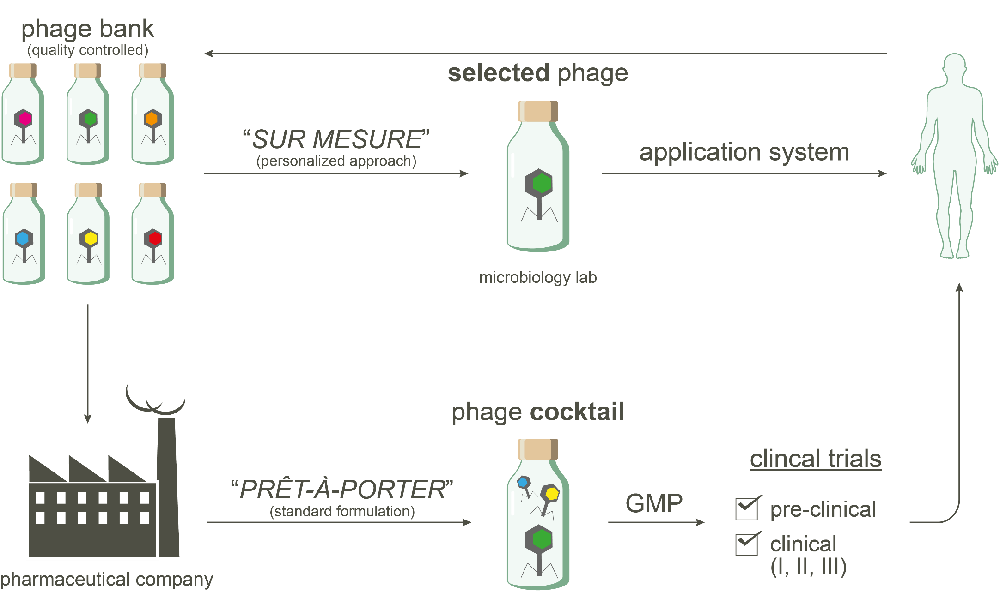 phage bank
(quality controlled)
selected phage
“SUR MESURE”
(personalized approach)
application system
microbiology lab
phage cocktail
“PRÊT-À-PORTER”
(standard formulation)
GMP
clincal trials
pre-clinical
clinical
(I, II, III)
pharmaceutical company